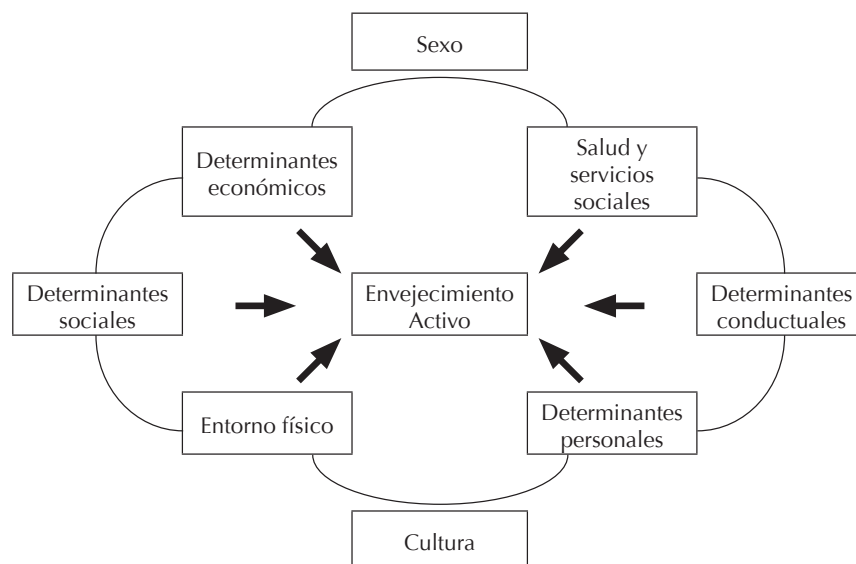 Sexo
Determinantes
económicos
Salud y
servicios
sociales
Determinantes
sociales
Envejecimiento
Activo
Determinantes
conductuales
Entorno físico
Determinantes
personales
Cultura